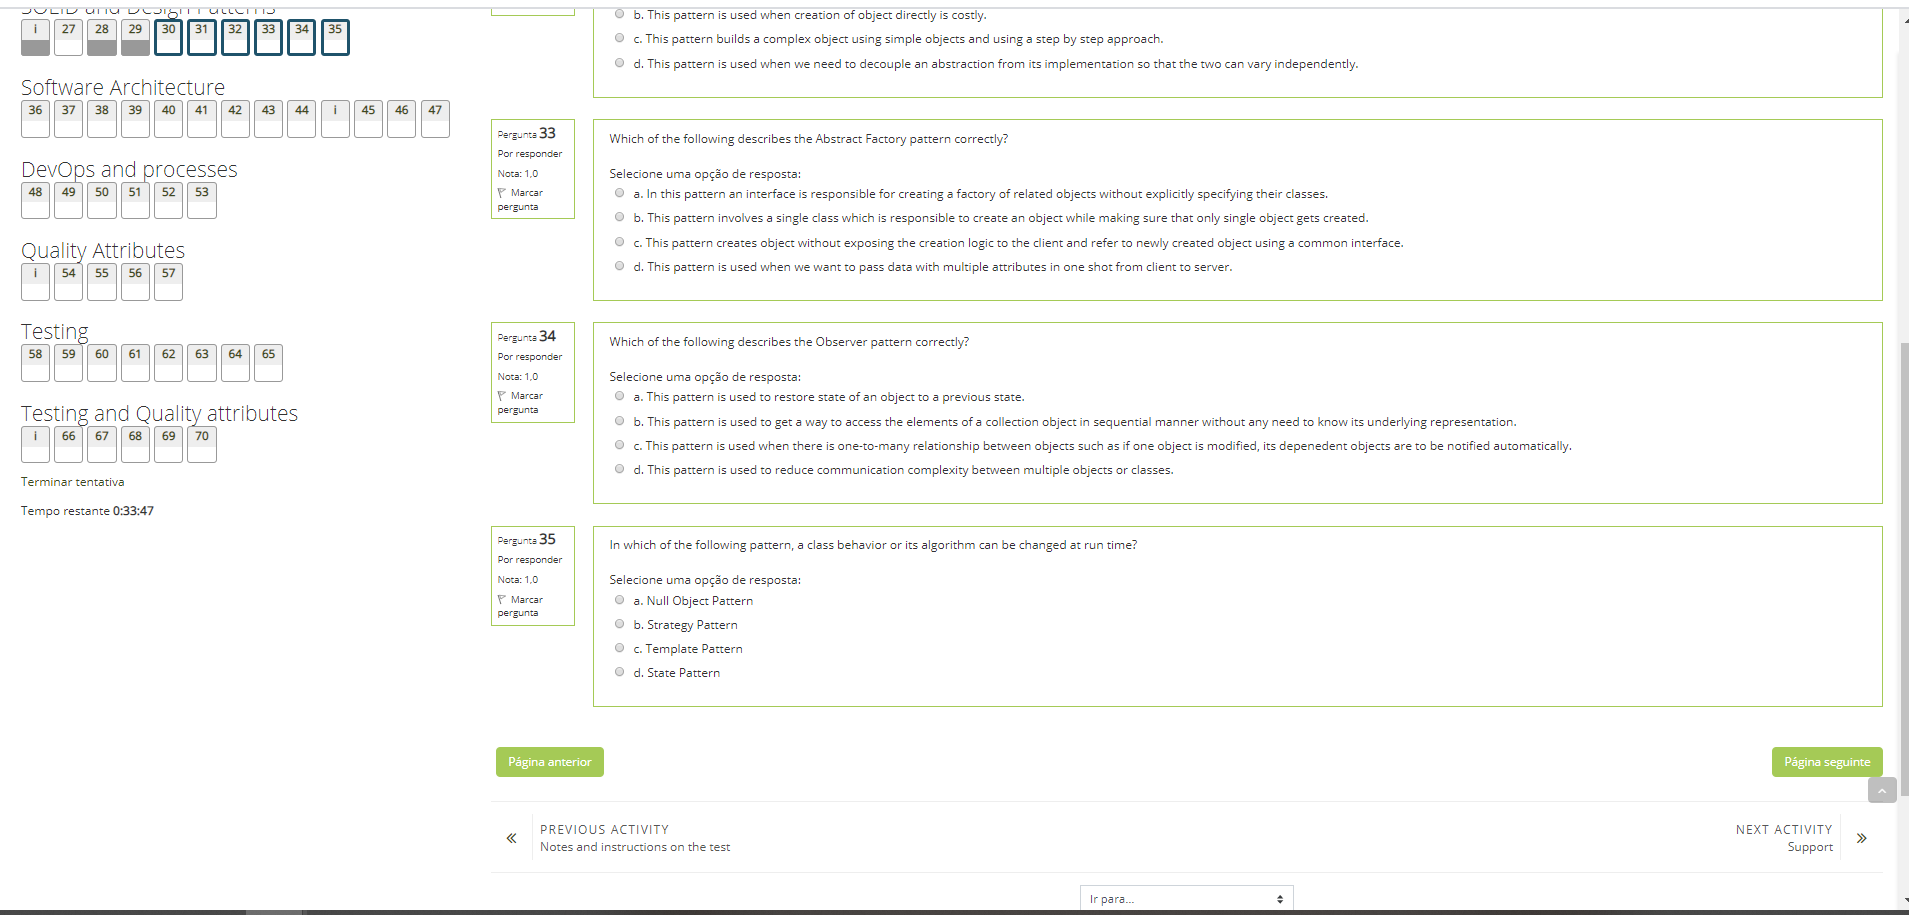 SOLID and Design Patterns
i 27 28 29 30 31 32 33 34 35
Software Architecture
36 37 38 39 40 41 42 43 44 i 45 46 47
DevOps and processes
48 49 50 51 52 53
Quality Attributes
i 54 55 56 57
Testing
58 59 60 61 62 63 64 65
Testing and Quality attributes
i 66 67 68 69 70
Terminar tentativa
Tempo restante 0:33:47
b. This pattern is used when creation of object directly is costly.
c. This pattern builds a complex object using simple objects and using a step by step approach.
d. This pattern is used when we need to decouple an abstraction from its implementation so that the two can vary independently.
Pergunta 33
Por responder
Nota: 1,0
Marcar
pergunta
Which of the following describes the Abstract Factory pattern correctly?
Selecione uma opção de resposta:
a. In this pattern an interface is responsible for creating a factory of related objects without explicitly specifying their classes.
b. This pattern involves a single class which is responsible to create an object while making sure that only single object gets created.
c. This pattern creates object without exposing the creation logic to the client and refer to newly created object using a common interface.
d. This pattern is used when we want to pass data with multiple attributes in one shot from client to server.
Pergunta 34
Por responder
Nota: 1,0
Marcar
pergunta
Which of the following describes the Observer pattern correctly?
Selecione uma opção de resposta:
a. This pattern is used to restore state of an object to a previous state.
b. This pattern is used to get a way to access the elements of a collection object in sequential manner without any need to know its underlying representation.
c. This pattern is used when there is one-to-many relationship between objects such as if one object is modified, its depenedent objects are to be notified automatically.
d. This pattern is used to reduce communication complexity between multiple objects or classes.
Pergunta 35
Por responder
Nota: 1,0
Marcar
pergunta
In which of the following pattern, a class behavior or its algorithm can be changed at run time?
Selecione uma opção de resposta:
a. Null Object Pattern
b. Strategy Pattern
c. Template Pattern
d. State Pattern
Página anterior
Página seguinte
PREVIOUS ACTIVITY
Notes and instructions on the test
NEXT ACTIVITY
Support
Ir para...